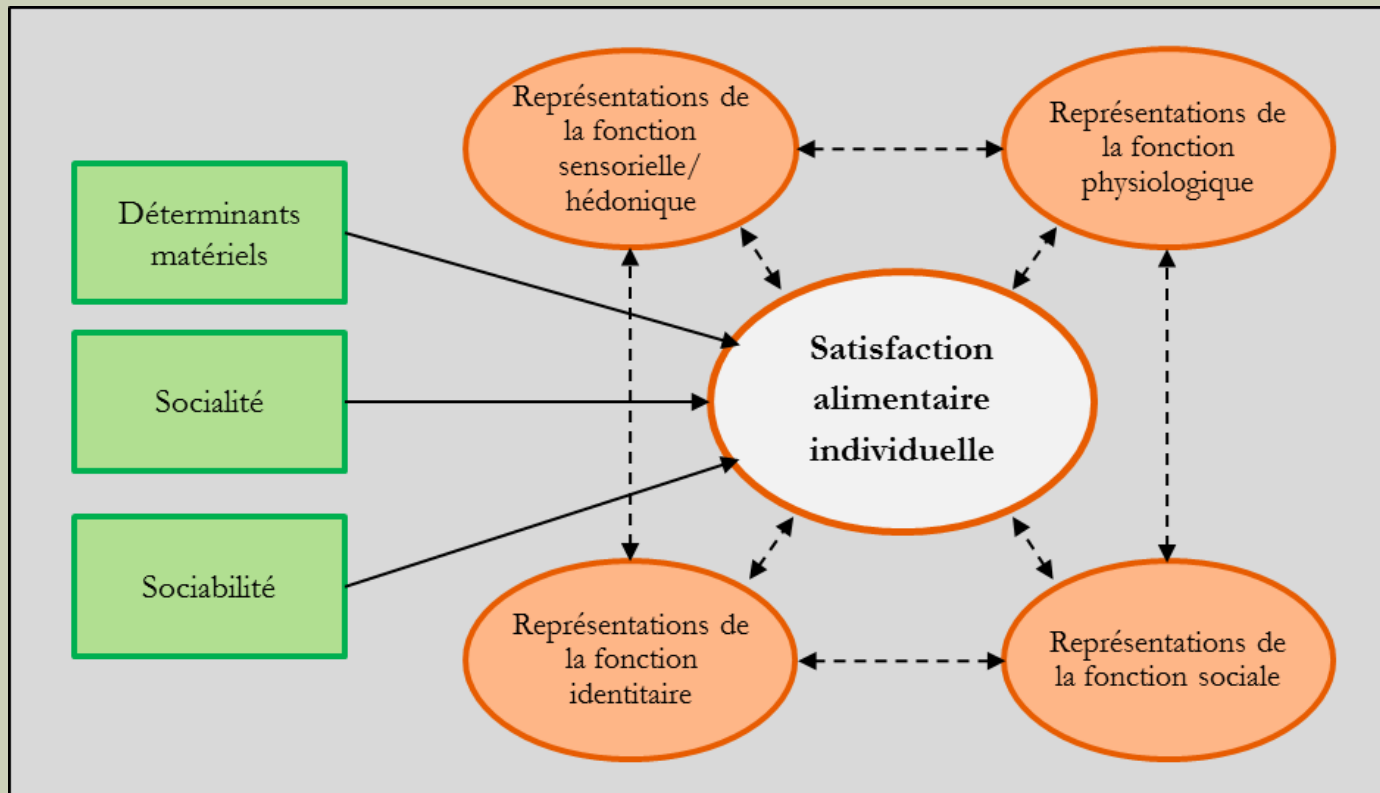 Représentations de
la fonction
sensorielle/
hédonique
Représentations de
la fonction
physiologique
Déterminants
matériels
Socialité
Sociabilité
Satisfaction
alimentaire
individuelle
Représentations de
la fonction
identitaire
Représentations de
la fonction sociale